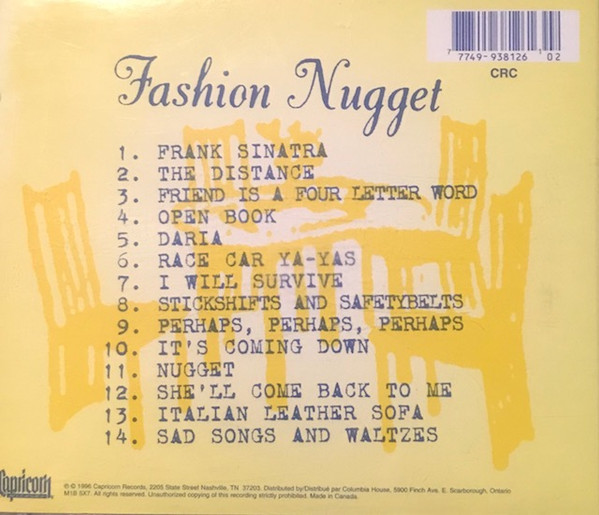 7 7749-938126 0 2
CRC
Fashion Nugget
1. FRANK SINATRA
2. THE DISTANCE
3. FRIEND IS A FOUR LETTER WORD
4. OPEN BOOK
5. DARIA
6. RACE CAR YA-YAS
7. I WILL SURVIVE
8. STICKSHIFTS AND SAFETYBELTS
9. PERHAPS, PERHAPS, PERHAPS
10. IT'S COMING DOWN
11. NUGGET
12. SHE'LL COME BACK TO ME
13. ITALIAN LEATHER SOFA
14. SAD SONGS AND WALTZES
Capricorn
℗ © 1996 Capricorn Records, 2205 State Street Nashville, TN 37203. Distributed by/Distribué par Columbia House, 5900 Finch Ave. E. Scarborough, Ontario
M1B 5X7. All rights reserved. Unauthorized copying of this recording strictly prohibited. Made in Canada.